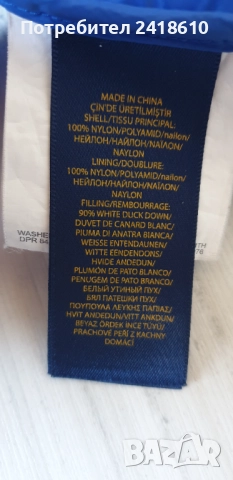 Потребител 2418610
MADE IN CHINA
ÇİN'DE ÜRETİLMİŞTİR
SHELL/TISSU PRINCIPAL:
100% NYLON/POLYAMID/nailon/
НЕЙЛОН/НАЙЛОН/ΝΑΪΛΟΝ/
NAYLON
LINING/DOUBLURE:
100% NYLON/POLYAMID/nailon/
НЕЙЛОН/НАЙЛОН/ΝΑΪΛΟΝ/
NAYLON
FILLING/REMBOURRAGE:
90% WHITE DUCK DOWN/
DUVET DE CANARD BLANC/
PIUMA DI ANATRA BIANCA/
WEISSE ENTENDAUNEN/
WITTE EENDENDONS/
HVIDE ANDEDUN/
PLUMÓN DE PATO BLANCO/
PENUGEM DE PATO BRANCO/
БЕЛЫЙ УТИНЫЙ ПУХ/
БЯЛ ПАТЕШКИ ПУХ/
ΠΟΥΠΟΥΛΑ ΛΕΥΚΗΣ ΠΑΠΙΑΣ/
HVIT ANDEDUN/VITT ANKDUN/
BEYAZ ÖRDEK İNCE TÜYÜ/
PRACHOVÉ PEŘÍ Z KACHNY
DOMÁCÍ
WASHE
DPR 84
TH
76
BAZAR.BG